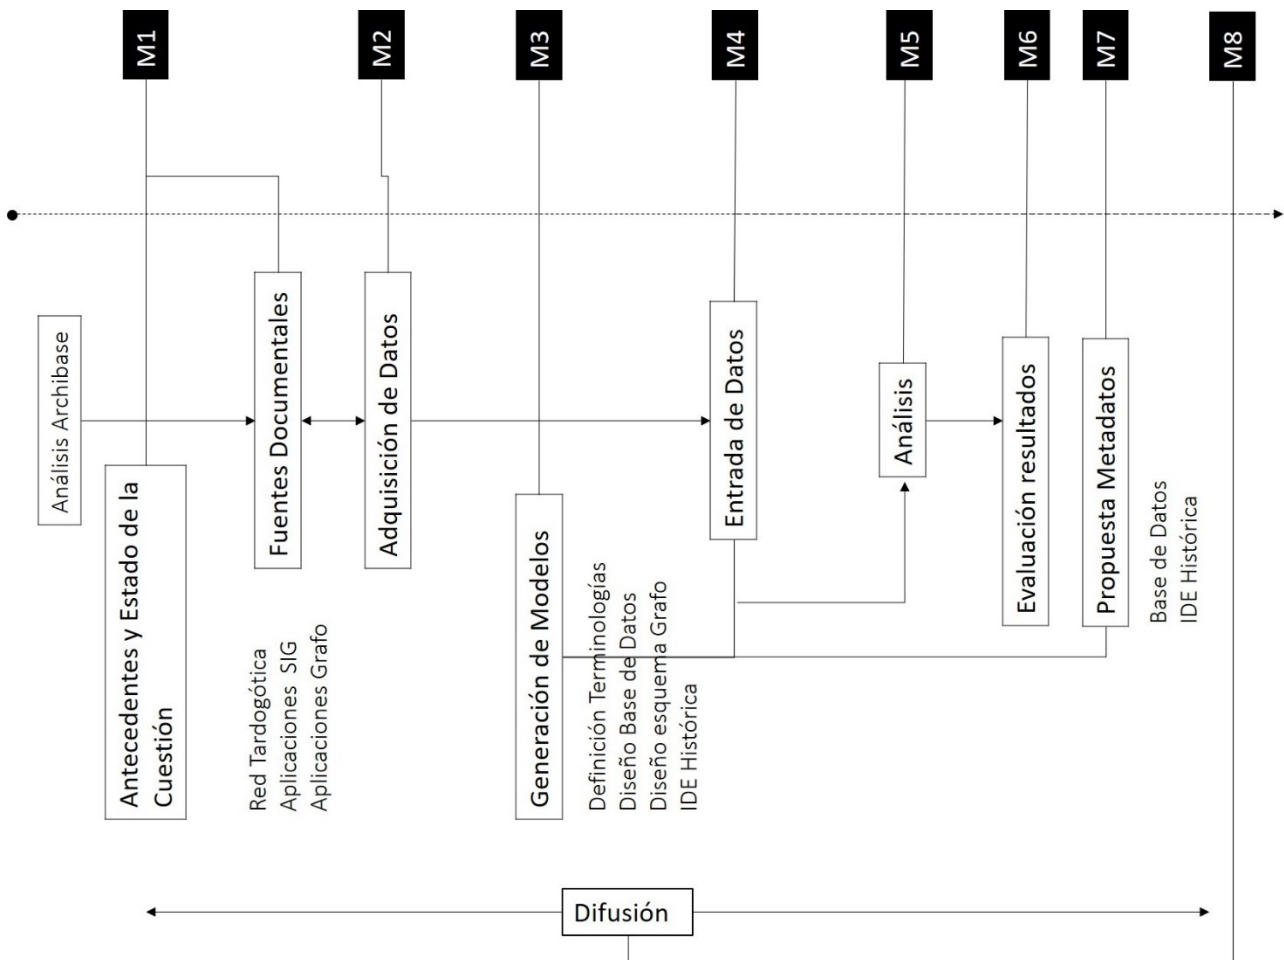 M1
M2
M3
M4
M5
M6
M7
M8
Análisis Archibase
Antecedentes y Estado de la
Cuestión
Fuentes Documentales
Red Tardogótica
Aplicaciones SIG
Aplicaciones Grafo
Adquisición de Datos
Generación de Modelos
Definición Terminologías
Diseño Base de Datos
Diseño esquema Grafo
IDE Histórica
Entrada de Datos
Análisis
Evaluación resultados
Propuesta Metadatos
Base de Datos
IDE Histórica
Difusión